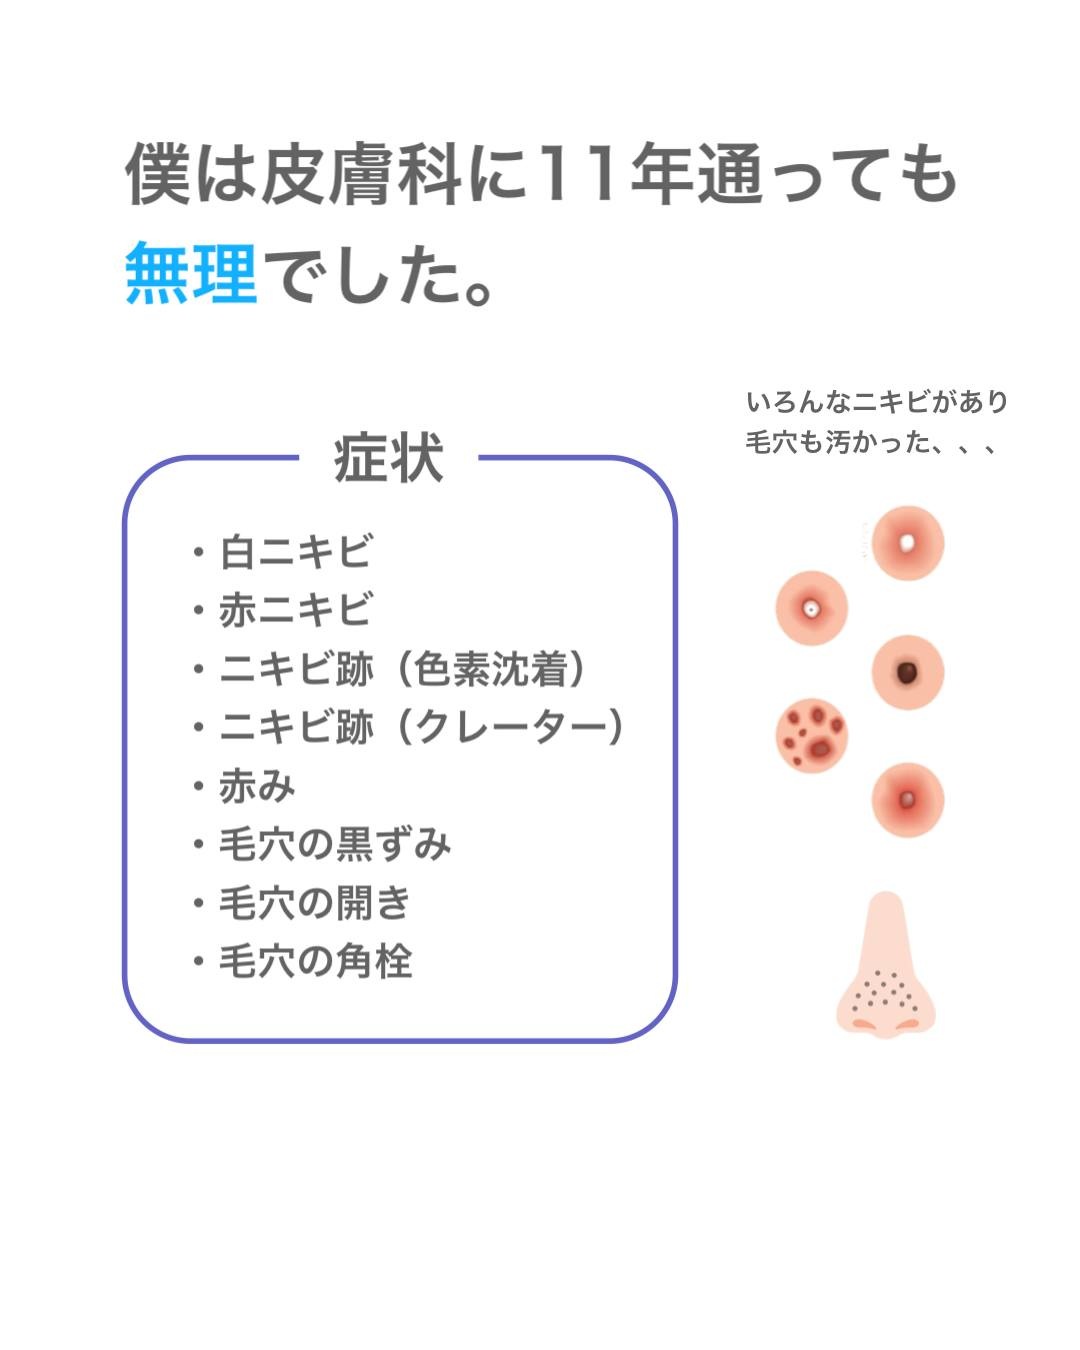 僕は皮膚科に11年通っても
無理でした。
いろんなニキビがあり
毛穴も汚かった、、、
症状
・白ニキビ
・赤ニキビ
・ニキビ跡（色素沈着）
・ニキビ跡（クレーター）
・赤み
・毛穴の黒ずみ
・毛穴の開き
・毛穴の角栓